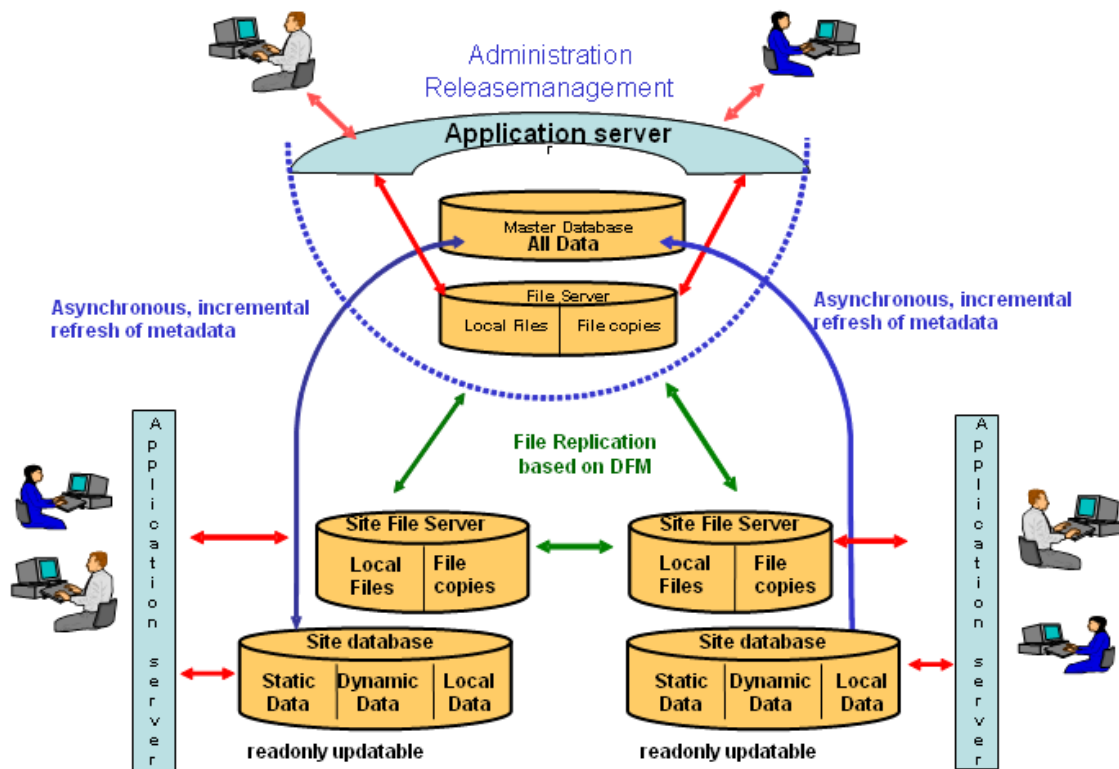 Administration
Releasemanagement
Application server
r
Master Database
All Data
File Server
Local Files
File copies
Asynchronous, incremental
refresh of metadata
Asynchronous, incremental
refresh of metadata
File Replication
based on DFM
Application server
Application server
Site File Server
Local
Files
File
copies
Site File Server
Local
Files
File
copies
Site database
Static
Data
Dynamic
Data
Local
Data
Site database
Static
Data
Dynamic
Data
Local
Data
readonly updatable
readonly updatable